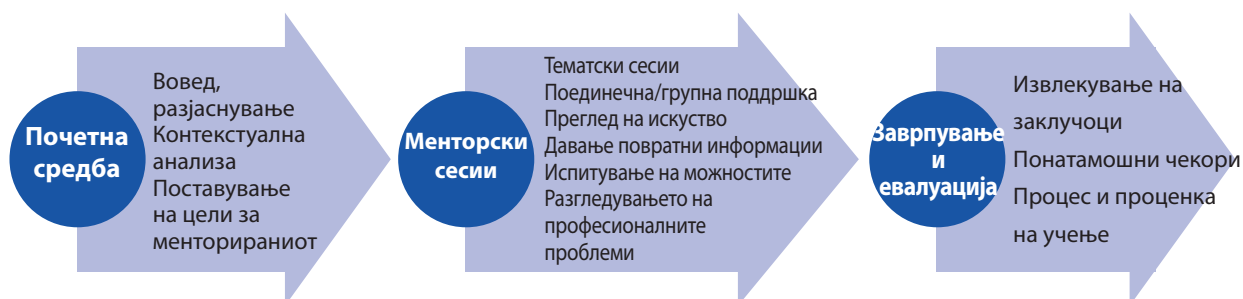 Почетна
средба
Вовед,
разјаснување
Контекстуална
анализа
Поставување
на цели за
менторираниот
Менторски
сесии
Тематски сесии
Поединечна/групна поддршка
Преглед на искуство
Давање повратни информации
Испитување на можностите
Разгледувањето на
професионалните
проблеми
Заврпување
и
евалуација
Извлекување на
заклучоци
Понатамошни чекори
Процес и проценка
на учење